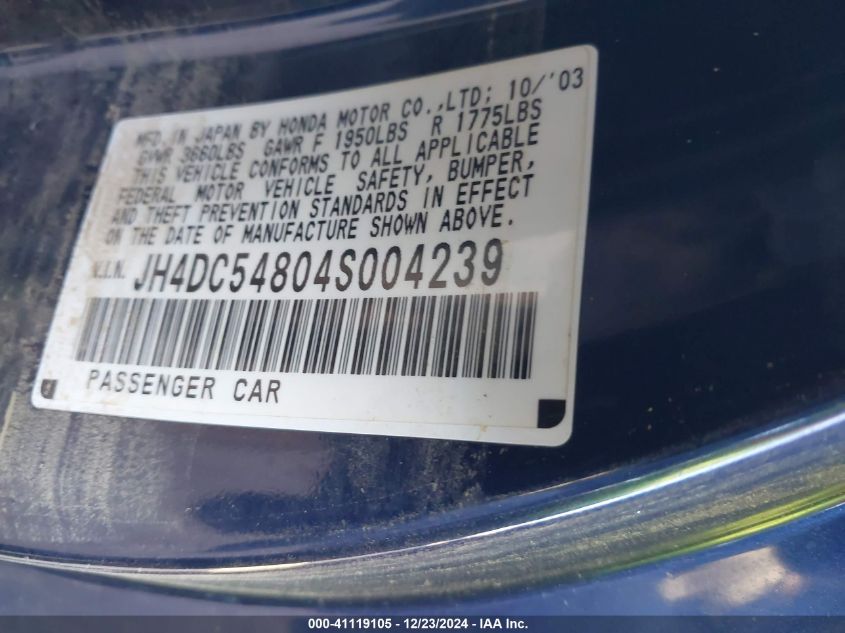 MFD. IN JAPAN BY HONDA MOTOR CO.,LTD; 10/'03
GVWR 3660LBS GAWR F 1950LBS R 1775LBS
THIS VEHICLE CONFORMS TO ALL APPLICABLE
FEDERAL MOTOR VEHICLE SAFETY, BUMPER,
AND THEFT PREVENTION STANDARDS IN EFFECT
ON THE DATE OF MANUFACTURE SHOWN ABOVE.
V.I.N. JH4DC54804S004239
PASSENGER CAR
000-41119105 - 12/23/2024 - IAA, Inc.